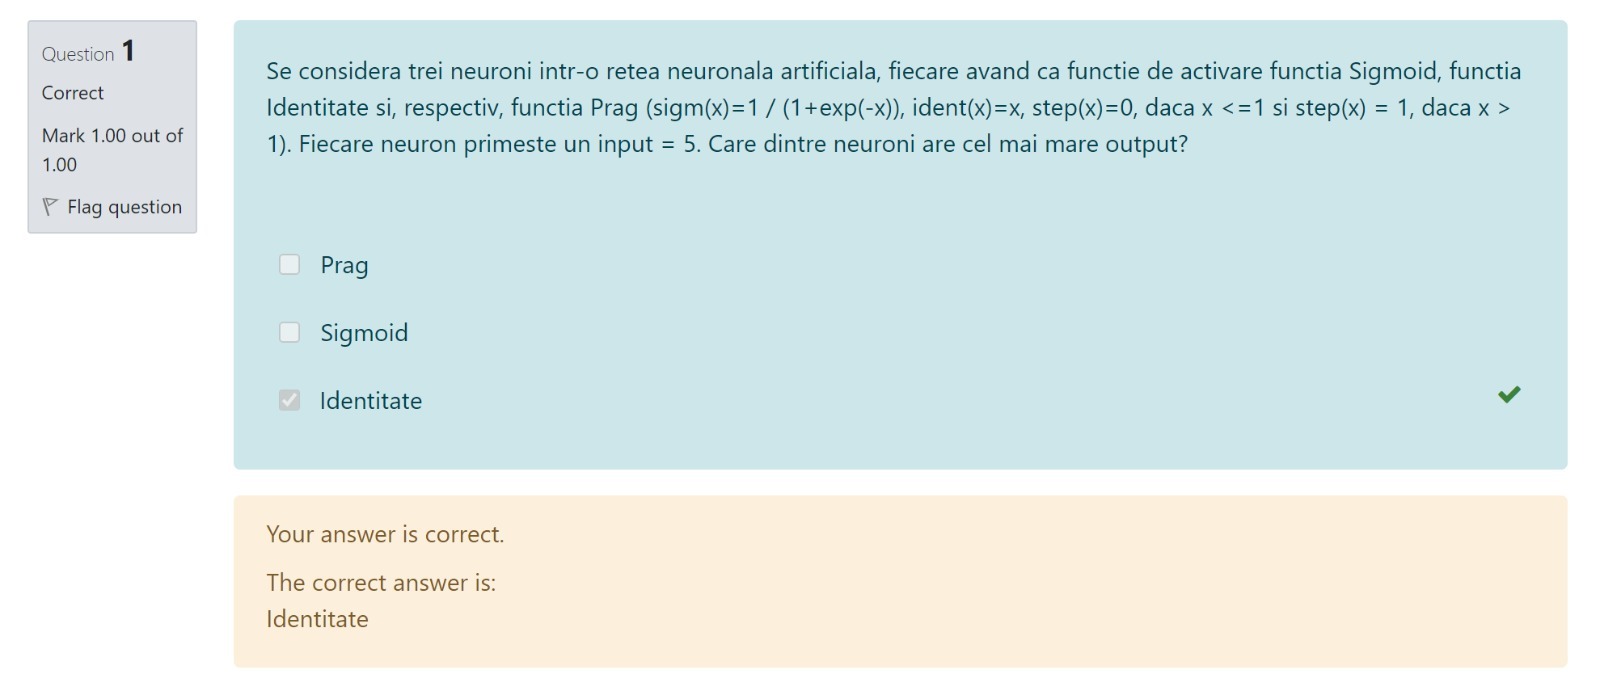 Question 1
Correct
Mark 1.00 out of
1.00
Flag question
Se considera trei neuroni intr-o retea neuronala artificiala, fiecare avand ca functie de activare functia Sigmoid, functia
Identitate si, respectiv, functia Prag (sigm(x)=1 / (1+exp(-x)), ident(x)=x, step(x)=0, daca x <=1 si step(x) = 1, daca x >
1). Fiecare neuron primeste un input = 5. Care dintre neuroni are cel mai mare output?
Prag
Sigmoid
Identitate
Your answer is correct.
The correct answer is:
Identitate